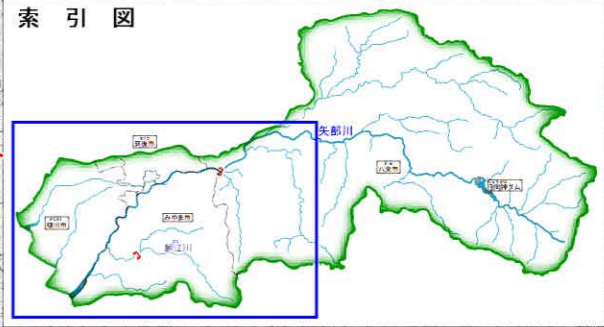 索引図
矢部川
筑後市
八女市
日向神ダム
柳川市
みやま市
飯江川